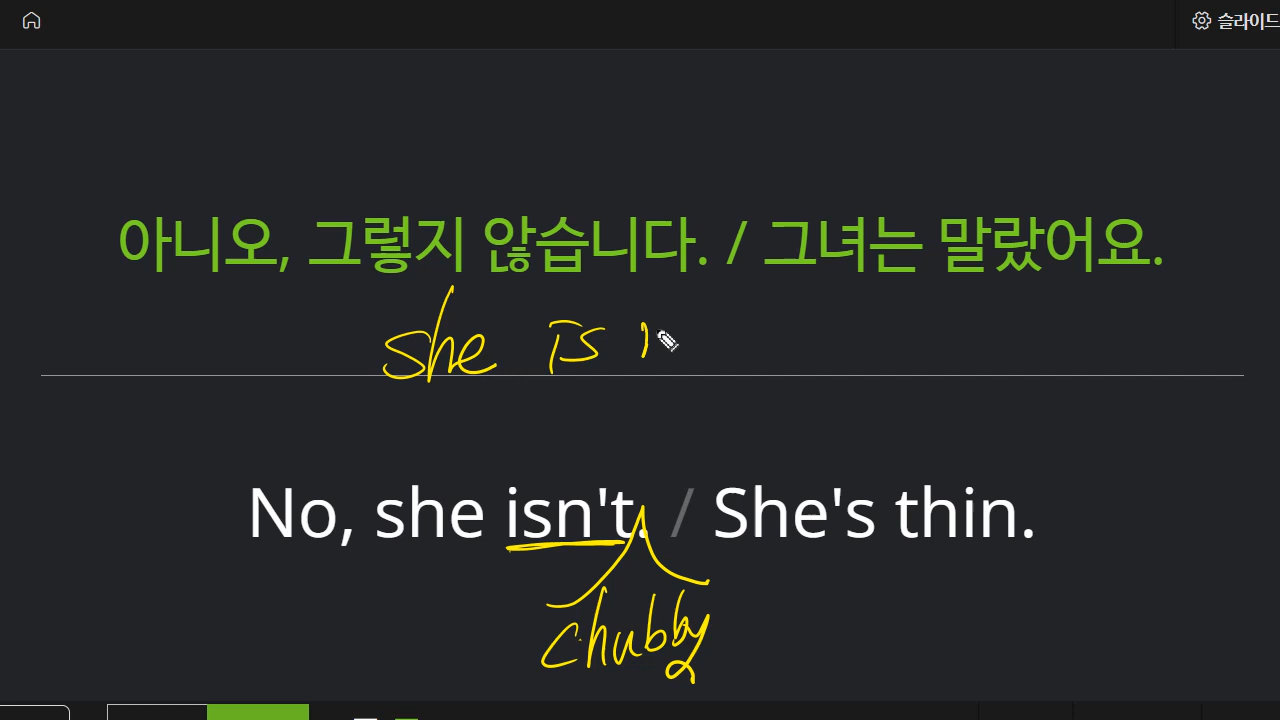 슬라이드
아니오, 그렇지 않습니다. / 그녀는 말랐어요.
she is
No, she isn't. / She's thin.
chubby